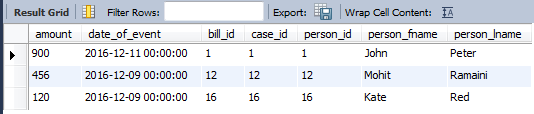 Result Grid Filter Rows: Export: Wrap Cell Content:
amount date_of_event bill_id case_id person_id person_fname person_lname
900 2016-12-11 00:00:00 1 1 1 John Peter
456 2016-12-09 00:00:00 12 12 12 Mohit Ramaini
120 2016-12-09 00:00:00 16 16 16 Kate Red